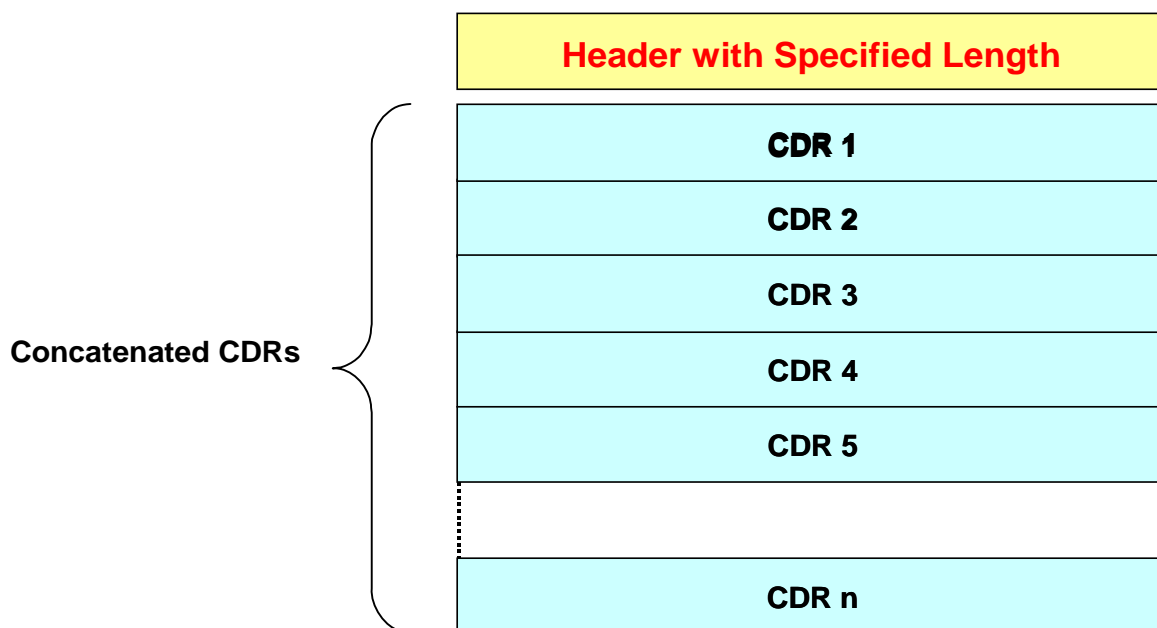 Header with Specified Length
CDR 1
CDR 2
CDR 3
Concatenated CDRs
CDR 4
CDR 5
CDR n